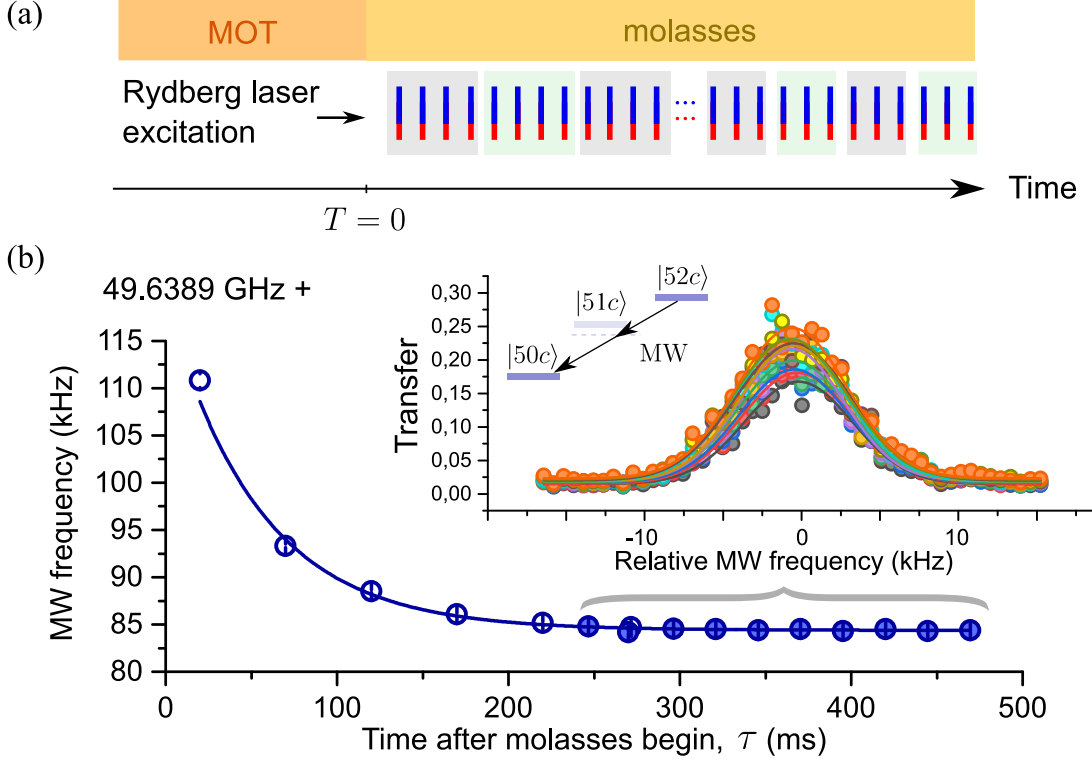 (a)
MOT molasses
Rydberg laser
excitation
Time
T = 0
(b)
49.6389 GHz +
MW frequency (kHz)
115
110
105
100
95
90
85
80
0 100 200 300 400 500
Time after molasses begin, τ (ms)
Transfer
0,30
0,25
0,20
0,15
0,10
0,05
0,00
|52c⟩
|51c⟩
MW
|50c⟩
-10 0 10
Relative MW frequency (kHz)